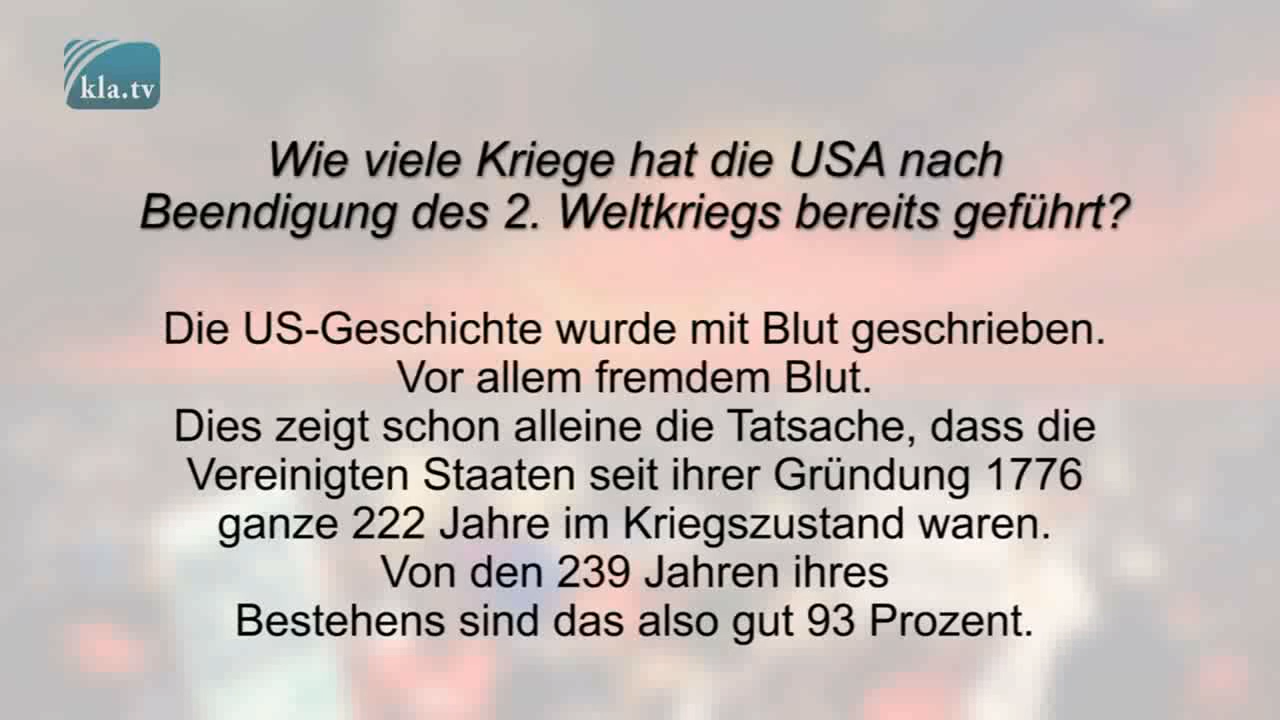 kla.tv
Wie viele Kriege hat die USA nach
Beendigung des 2. Weltkriegs bereits geführt?
Die US-Geschichte wurde mit Blut geschrieben.
Vor allem fremdem Blut.
Dies zeigt schon alleine die Tatsache, dass die
Vereinigten Staaten seit ihrer Gründung 1776
ganze 222 Jahre im Kriegszustand waren.
Von den 239 Jahren ihres
Bestehens sind das also gut 93 Prozent.